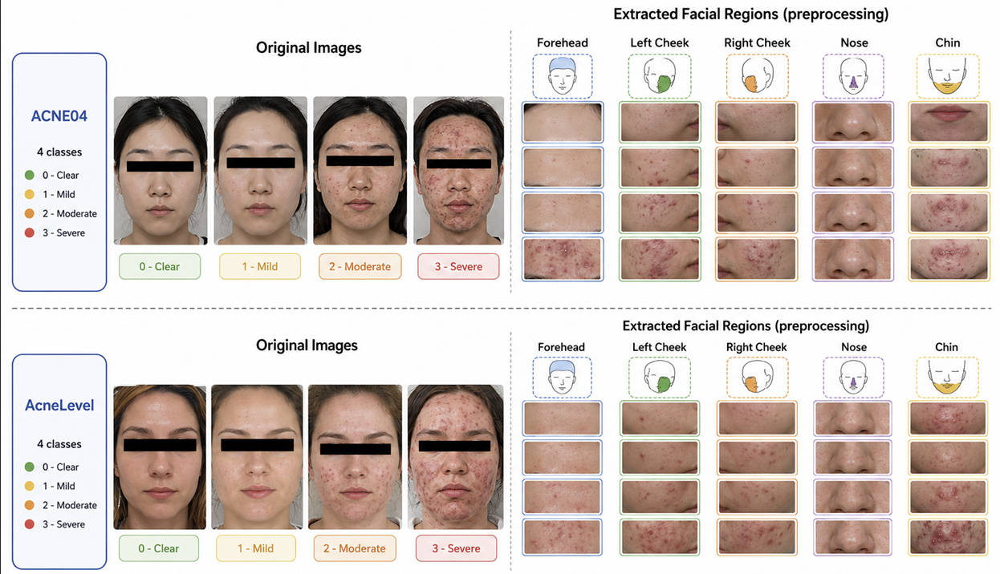 Extracted Facial Regions (preprocessing)
Original Images
Forehead
Left Cheek
Right Cheek
Nose
Chin
ACNE04
4 classes
0 - Clear
1 - Mild
2 - Moderate
3 - Severe
0 - Clear
1 - Mild
2 - Moderate
3 - Severe
Extracted Facial Regions (preprocessing)
Original Images
Forehead
Left Cheek
Right Cheek
Nose
Chin
AcneLevel
4 classes
0 - Clear
1 - Mild
2 - Moderate
3 - Severe
0 - Clear
1 - Mild
2 - Moderate
3 - Severe